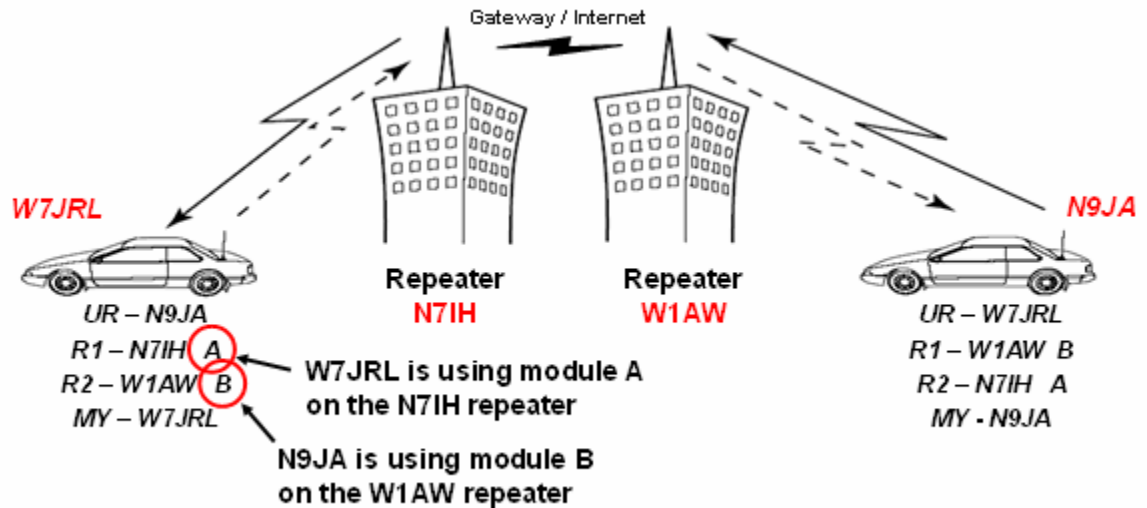 Gateway / Internet
W7JRL
N9JA
Repeater
N7IH
Repeater
W1AW
UR – N9JA
R1 – N7IH A
R2 – W1AW B
MY – W7JRL
W7JRL is using module A
on the N7IH repeater
N9JA is using module B
on the W1AW repeater
UR – W7JRL
R1 – W1AW B
R2 – N7IH A
MY - N9JA